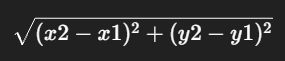 √(x2 − x1)² + (y2 − y1)²